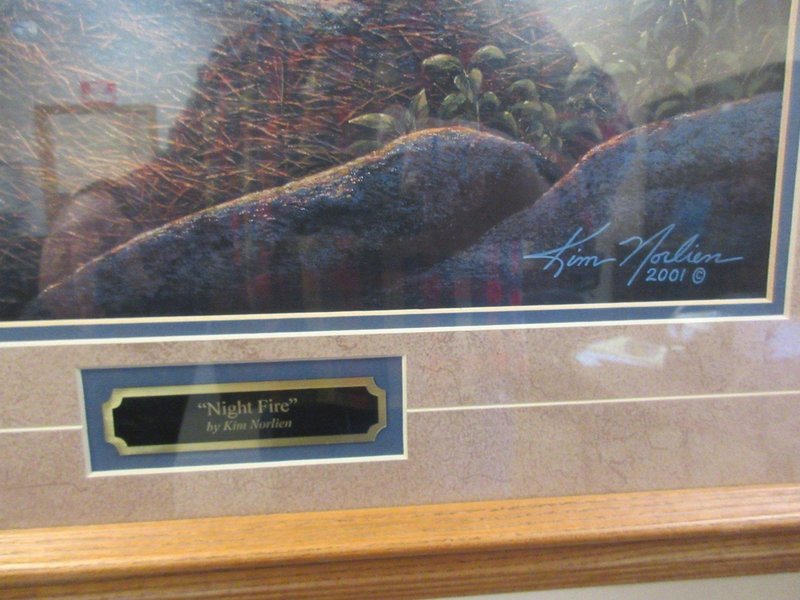 Kim Norlien
2001 ©
“Night Fire”
by Kim Norlien